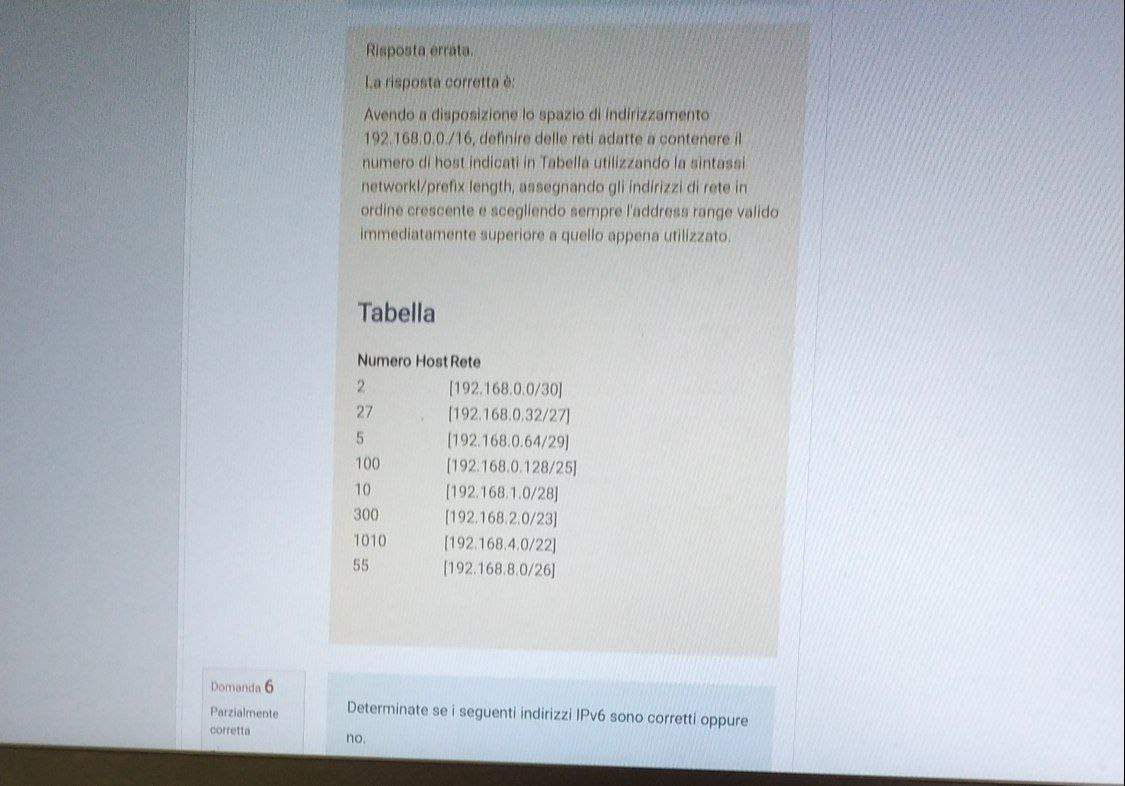 Risposta errata.
La risposta corretta è:
Avendo a disposizione lo spazio di indirizzamento
192.168.0.0./16, definire delle reti adatte a contenere il
numero di host indicati in Tabella utilizzando la sintassi
networkl/prefix length, assegnando gli indirizzi di rete in
ordine crescente e scegliendo sempre l'address range valido
immediatamente superiore a quello appena utilizzato.
Tabella
Numero Host Rete
2 [192.168.0.0/30]
27 [192.168.0.32/27]
5 [192.168.0.64/29]
100 [192.168.0.128/25]
10 [192.168.1.0/28]
300 [192.168.2.0/23]
1010 [192.168.4.0/22]
55 [192.168.8.0/26]
Domanda 6
Parzialmente
corretta
Determinate se i seguenti indirizzi IPv6 sono corretti oppure
no.